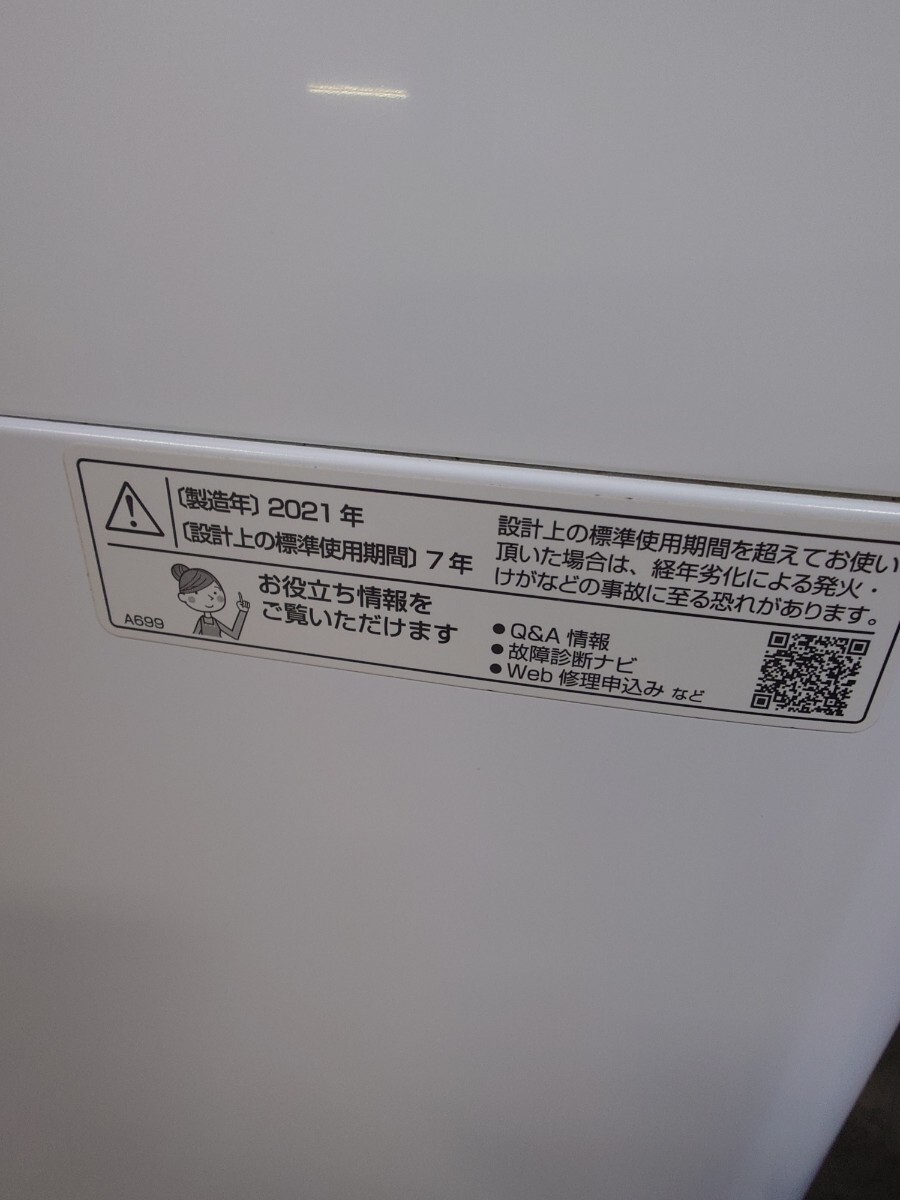 〔製造年〕2021年
〔設計上の標準使用期間〕7年
設計上の標準使用期間を超えてお使い
頂いた場合は、経年劣化による発火・
けがなどの事故に至る恐れがあります。
お役立ち情報を
ご覧いただけます
●Q&A 情報
●故障診断ナビ
●Web 修理申込み など
A699